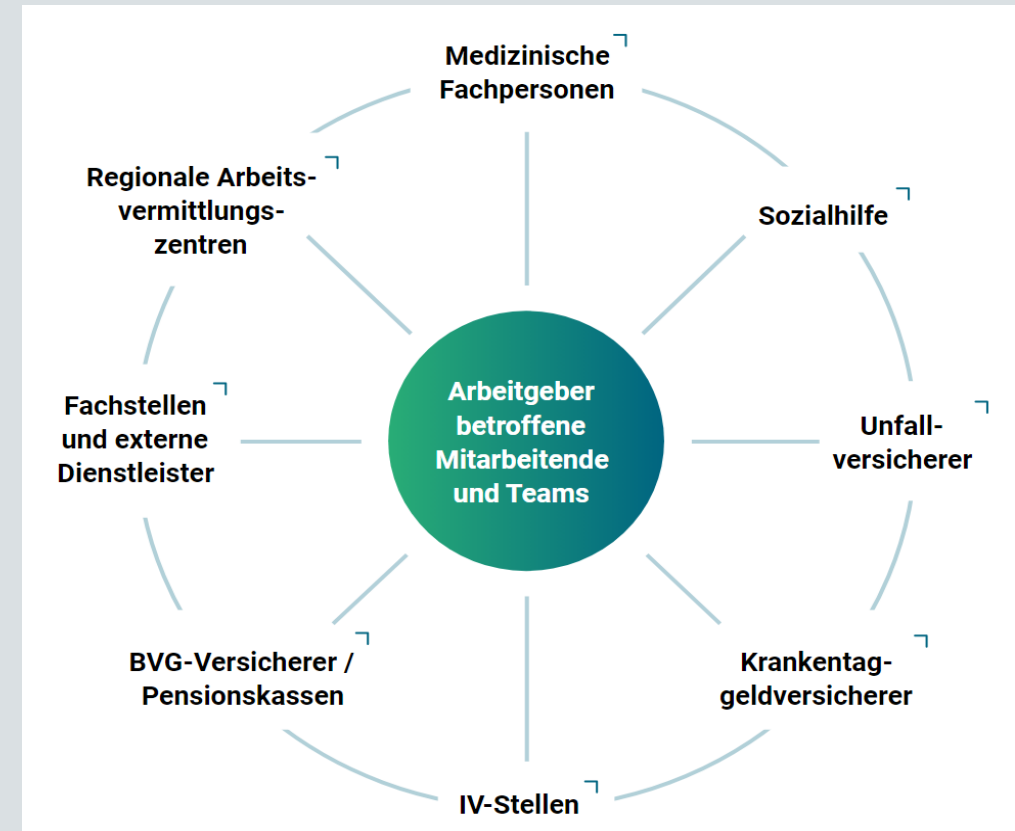 Medizinische
Fachpersonen
Regionale Arbeits-
vermittlungs-
zentren
Sozialhilfe
Fachstellen
und externe
Dienstleister
Arbeitgeber
betroffene
Mitarbeitende
und Teams
Unfall-
versicherer
BVG-Versicherer /
Pensionskassen
Krankentag-
geldversicherer
IV-Stellen